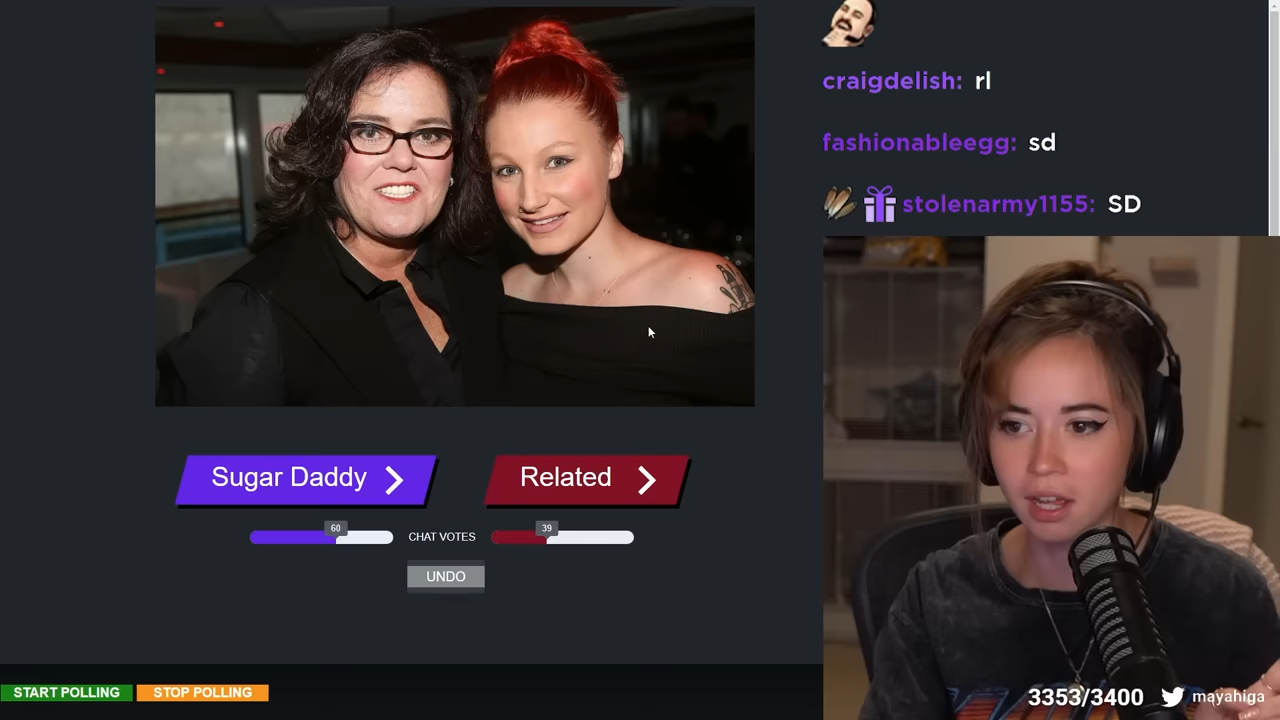 craigdelish: rl
fashionableegg: sd
stolenarmy1155: SD
Sugar Daddy
Related
60
CHAT VOTES
39
UNDO
START POLLING
STOP POLLING
3353/3400
mayahiga